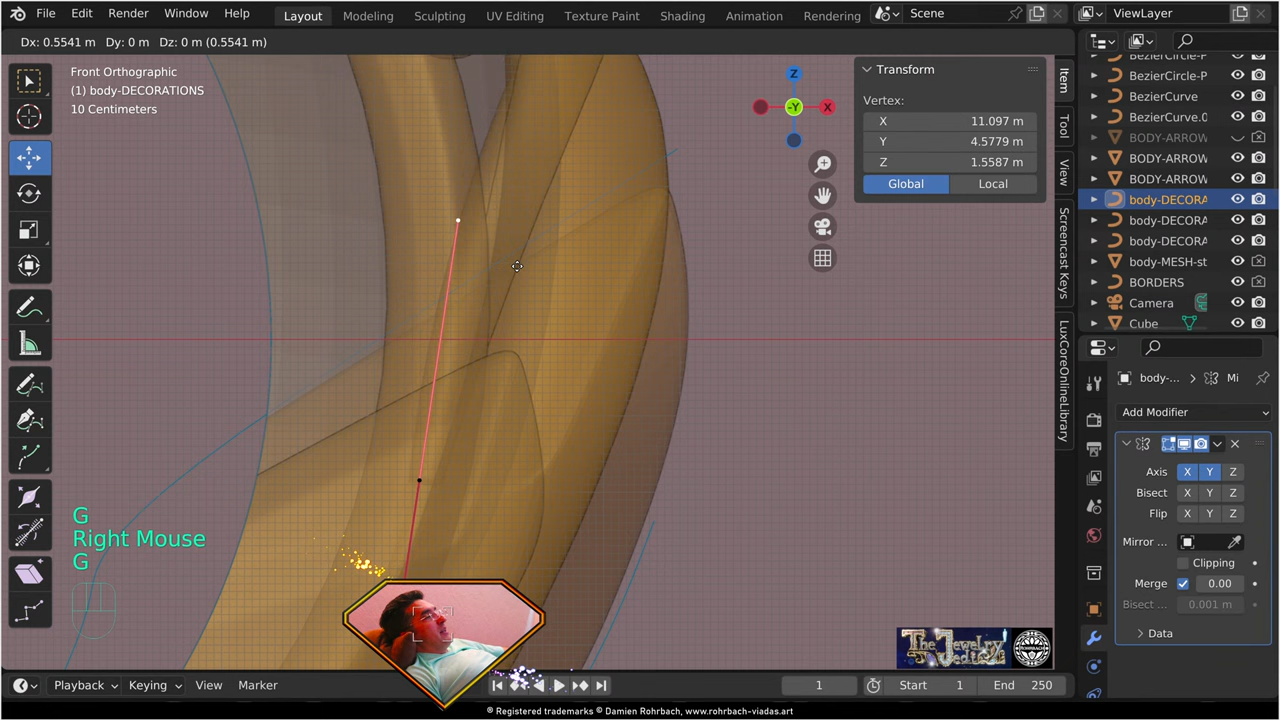 File Edit Render Window Help Layout Modeling Sculpting UV Editing Texture Paint Shading Animation Rendering Scene ViewLayer
Dx: 0.5541 m Dy: 0 m Dz: 0 m (0.5541 m)
Front Orthographic
(1) body-DECORATIONS
10 Centimeters
Z
-Y
X
Transform
Vertex:
X 11.097 m
Y 4.5779 m
Z 1.5587 m
Global Local
Item
Tool
View
Screencast Keys
LuxCoreOnlineLibrary
BezierCircle-P
BezierCircle-P
BezierCurve
BezierCurve.0
BODY-ARROW
BODY-ARROW
BODY-ARROW
body-DECORA
body-DECORA
body-DECORA
body-MESH-st
BORDERS
Camera
Cube
body-... Mi
Add Modifier
Axis X Y Z
Bisect X Y Z
Flip X Y Z
Mirror ...
Clipping
Merge 0.00
Bisect ... 0.001 m
Data
G
Right Mouse
G
The Jewelry
ROHRBACH
Playback Keying View Marker 1 Start 1 End 250
® Registered trademarks © Damien Rohrbach, www.rohrbach-viadas.art